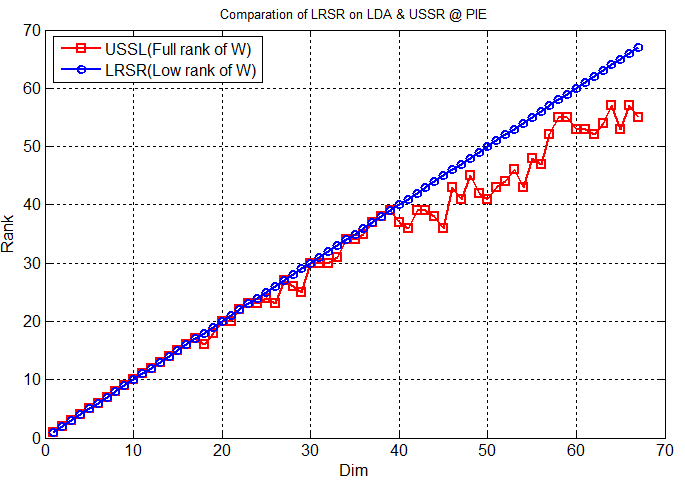 Comparation of LRSR on LDA & USSR @ PIE
70
60
50
40
30
20
10
0
Rank
USSL(Full rank of W)
LRSR(Low rank of W)
0 10 20 30 40 50 60 70
Dim